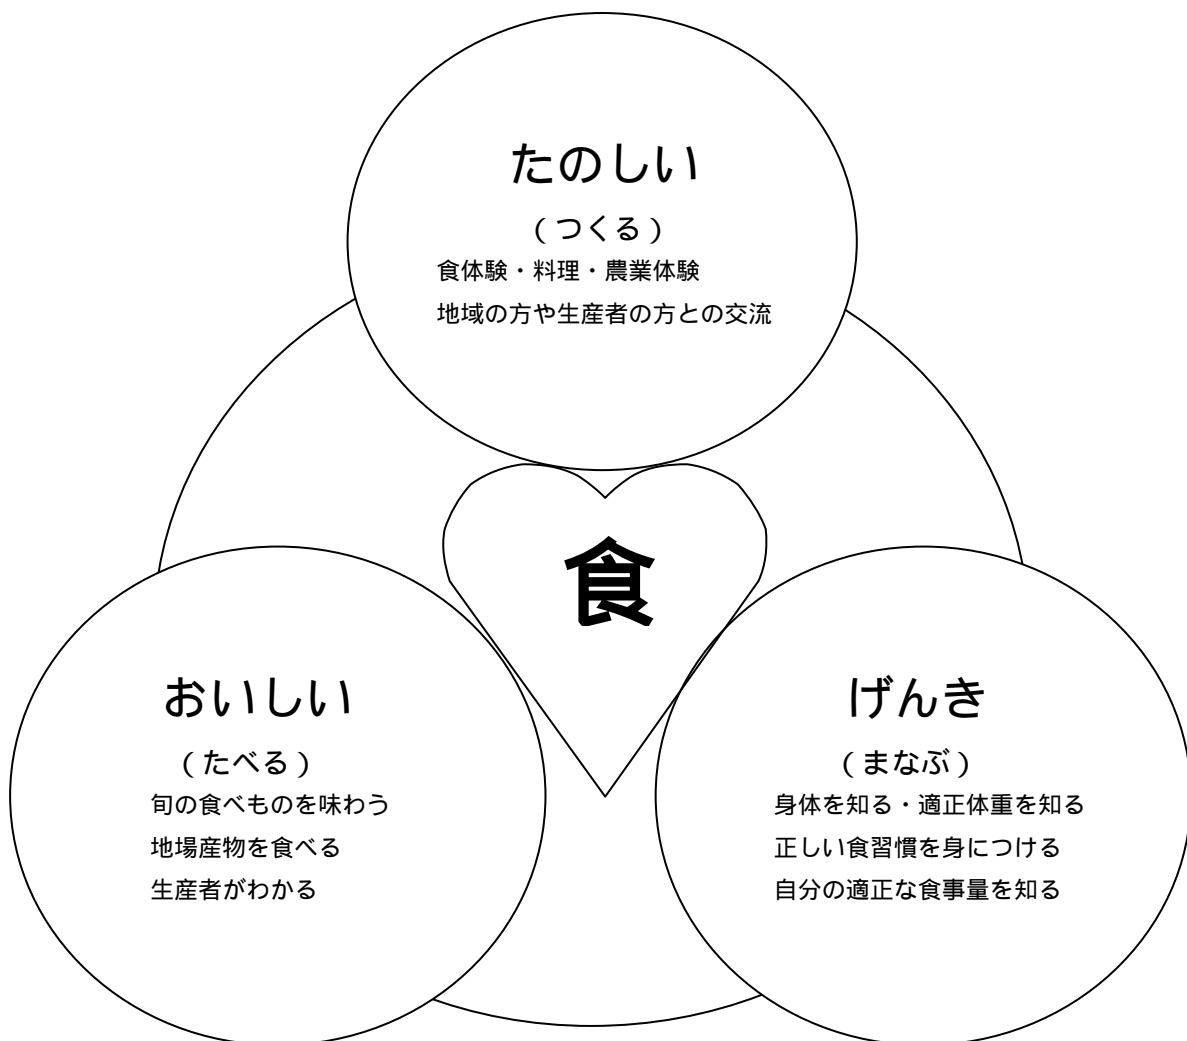 たのしい
（つくる）
食体験・料理・農業体験
地域の方や生産者の方との交流
食
おいしい
（たべる）
旬の食べものを味わう
地場産物を食べる
生産者がわかる
げんき
（まなぶ）
身体を知る・適正体重を知る
正しい食習慣を身につける
自分の適正な食事量を知る